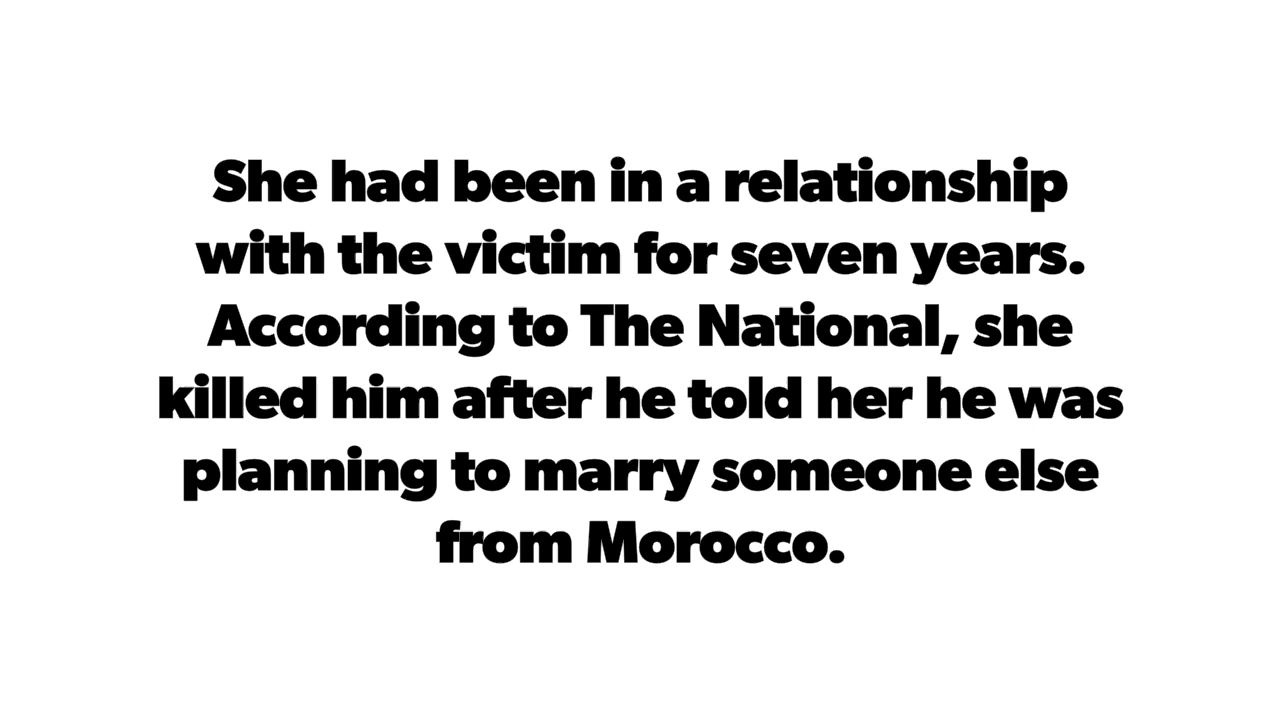 She had been in a relationship
with the victim for seven years.
According to The National, she
killed him after he told her he was
planning to marry someone else
from Morocco.